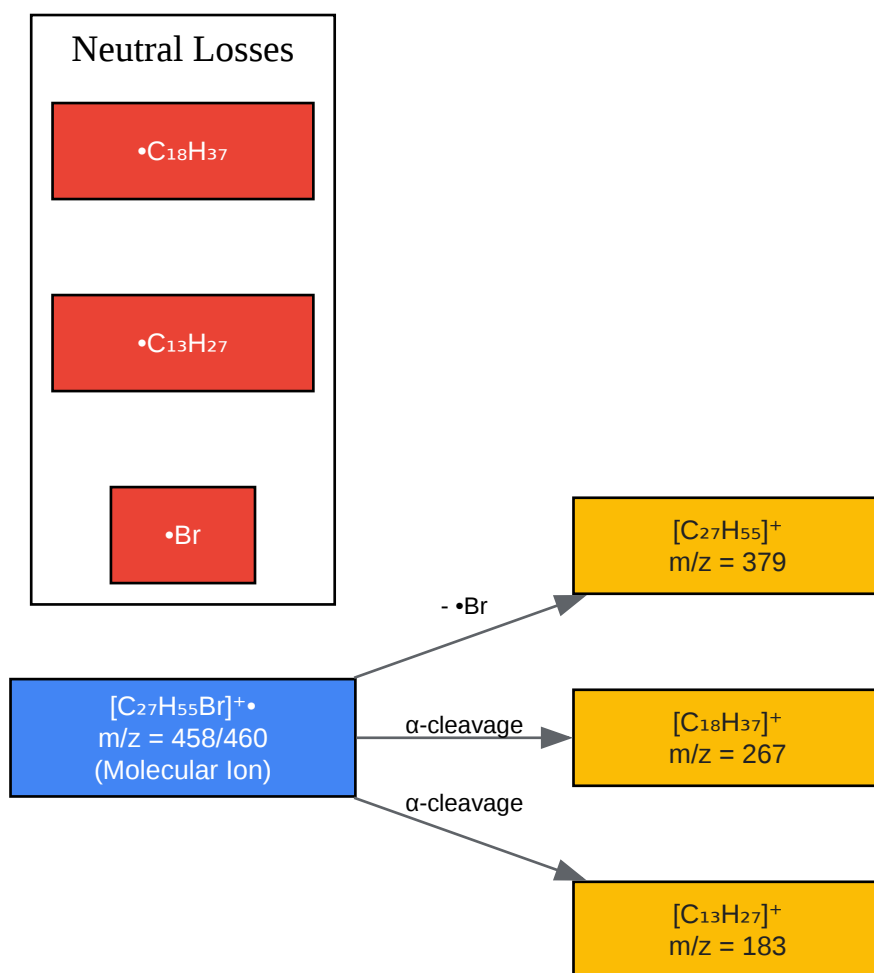 Neutral Losses
•C₁₈H₃₇
•C₁₃H₂₇
•Br
[C₂₇H₅₅]⁺
m/z = 379
- •Br
[C₂₇H₅₅Br]⁺•
m/z = 458/460
(Molecular Ion)
α-cleavage
[C₁₈H₃₇]⁺
m/z = 267
α-cleavage
[C₁₃H₂₇]⁺
m/z = 183